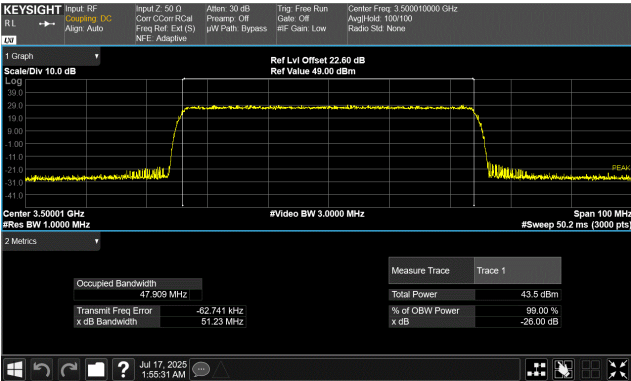 KEYSIGHT Input: RF Input Z: 50 Ω Atten: 30 dB Trig: Free Run Center Freq: 3.500010000 GHz
RL Coupling: DC Corr CCorr RCal Preamp: Off Gate: Off Avg|Hold: 100/100
Align: Auto Freq Ref: Ext (S) µW Path: Bypass #IF Gain: Low Radio Std: None
NFE: Adaptive
LXI
1 Graph
Ref Lvl Offset 22.60 dB
Scale/Div 10.0 dB Ref Value 49.00 dBm
Log
39.0
29.0
19.0
9.00
-1.00
-11.0
-21.0
PEAK
-31.0
-41.0
Center 3.50001 GHz #Video BW 3.0000 MHz Span 100 MHz
#Res BW 1.0000 MHz #Sweep 50.2 ms (3000 pts)
2 Metrics
Measure Trace Trace 1
Occupied Bandwidth
47.909 MHz Total Power 43.5 dBm
Transmit Freq Error -62.741 kHz % of OBW Power 99.00 %
x dB Bandwidth 51.23 MHz x dB -26.00 dB
? Jul 17, 2025
1:55:31 AM